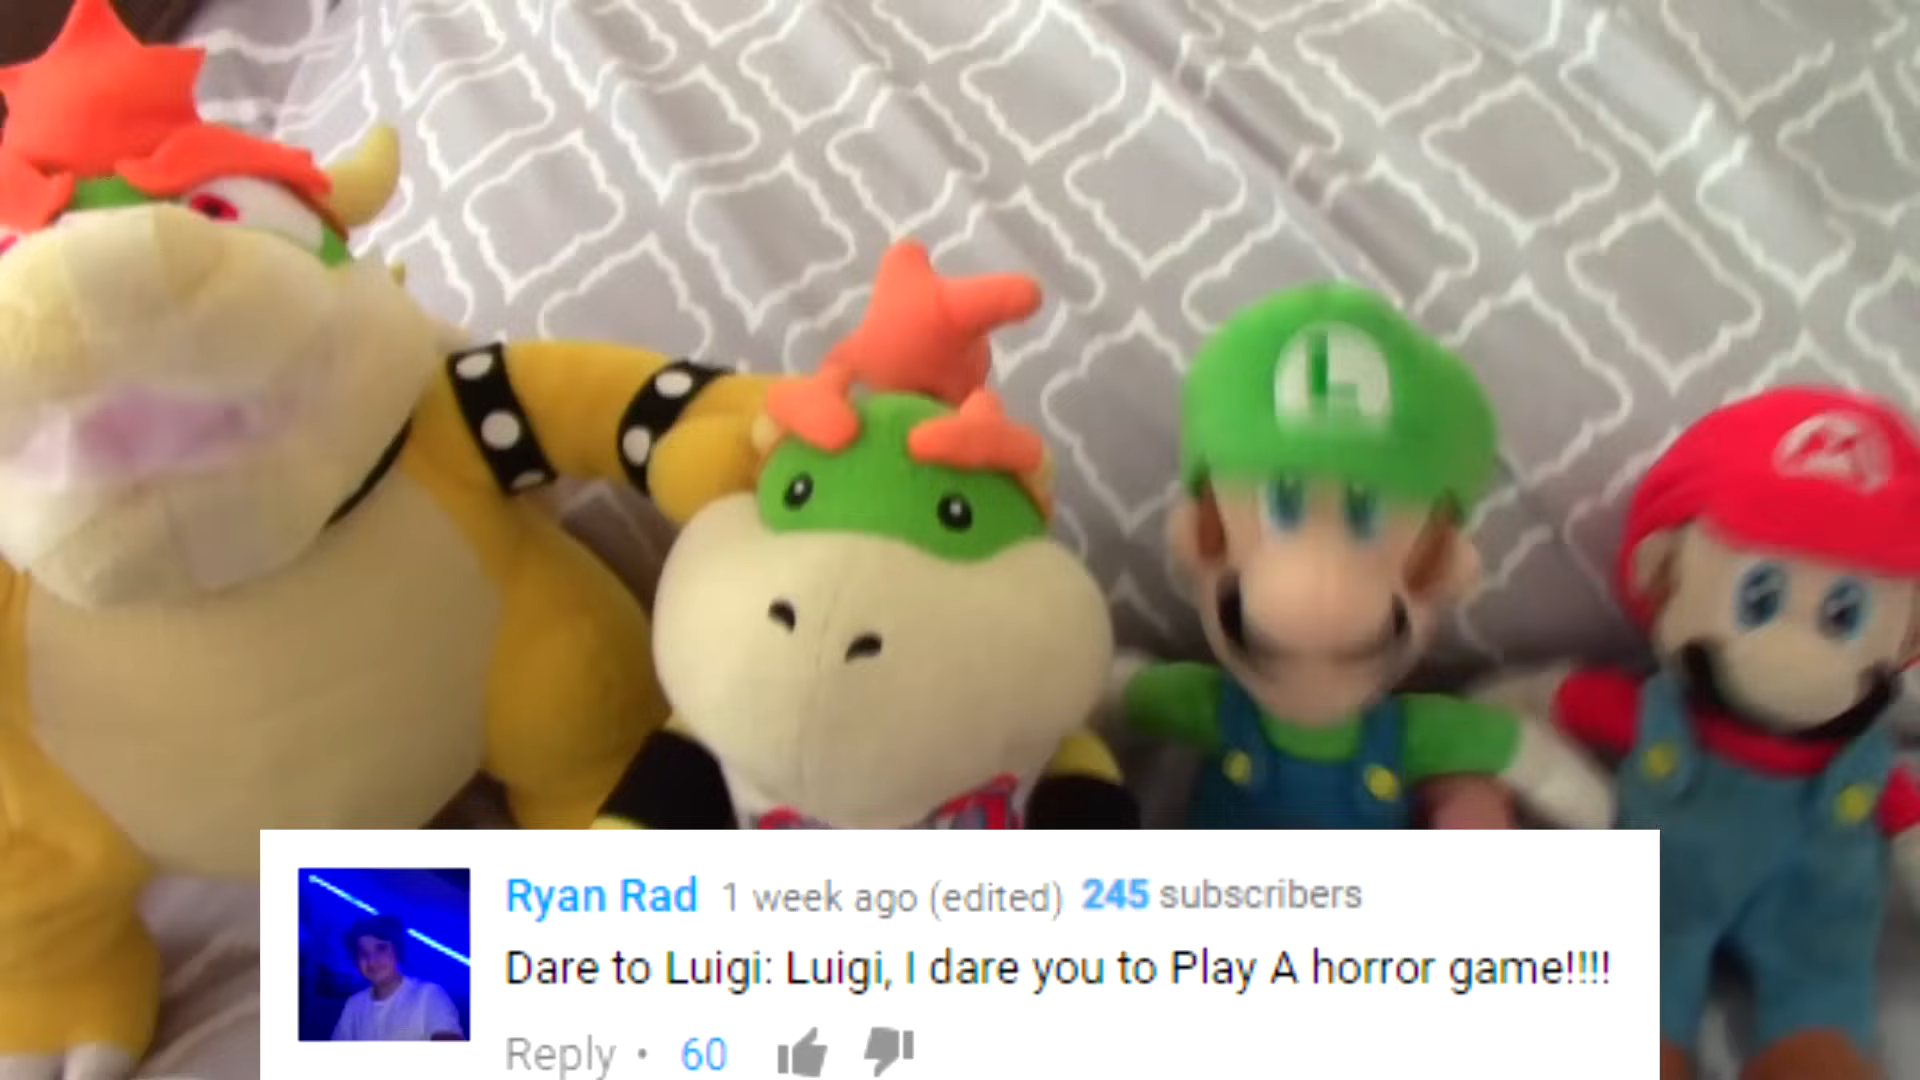 L
M
Ryan Rad 1 week ago (edited) 245 subscribers
Dare to Luigi: Luigi, I dare you to Play A horror game!!!!
Reply • 60